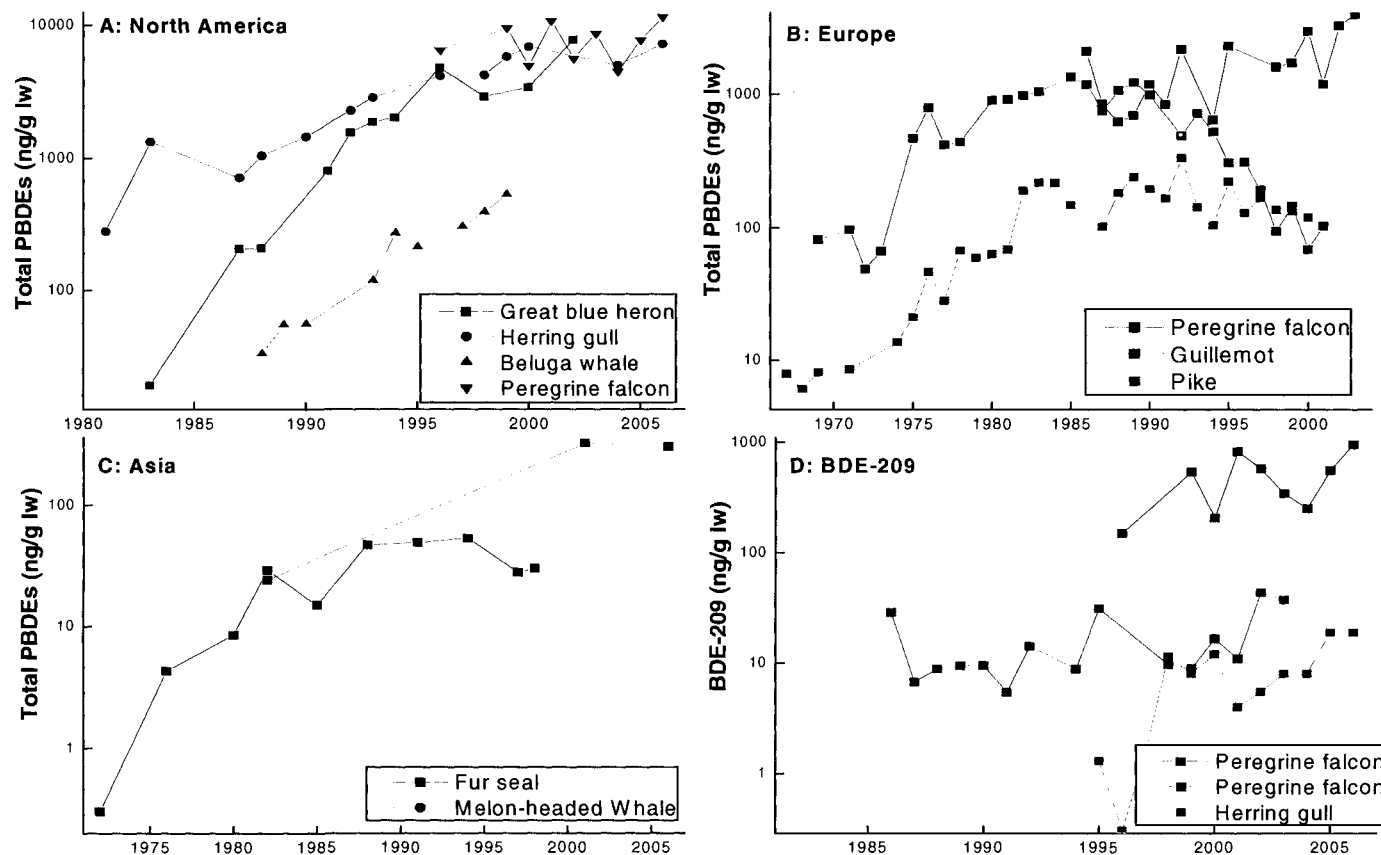 A: North America
Total PBDEs (ng/g lw)
10000
1000
100
Great blue heron
Herring gull
Beluga whale
Peregrine falcon
1980 1985 1990 1995 2000 2005
B: Europe
Total PBDEs (ng/g lw)
1000
100
10
Peregrine falcon
Guillemot
Pike
1970 1975 1980 1985 1990 1995 2000
C: Asia
Total PBDEs (ng/g lw)
100
10
1
Fur seal
Melon-headed Whale
1975 1980 1985 1990 1995 2000 2005
D: BDE-209
BDE-209 (ng/g lw)
1000
100
10
1
Peregrine falcon
Peregrine falcon
Herring gull
1985 1990 1995 2000 2005